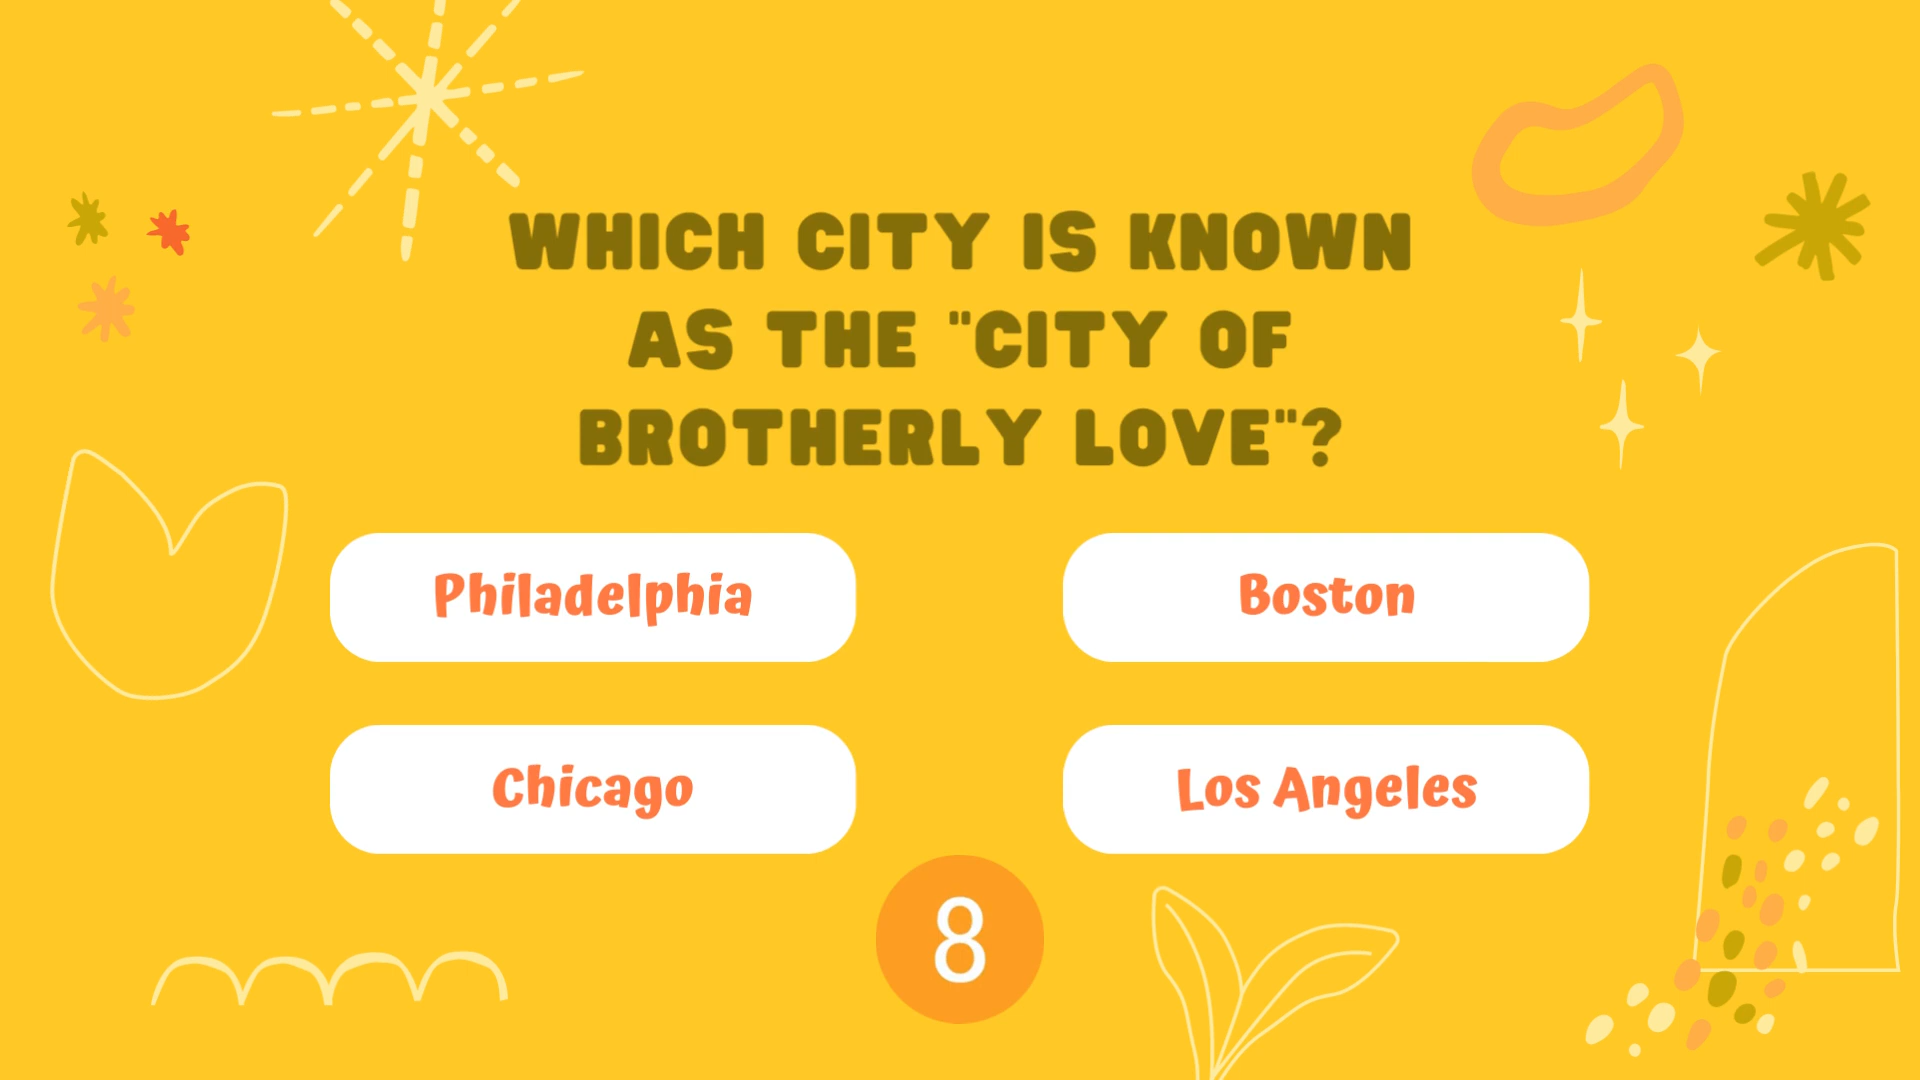 WHICH CITY IS KNOWN
AS THE "CITY OF
BROTHERLY LOVE"?
Philadelphia
Boston
Chicago
Los Angeles
8